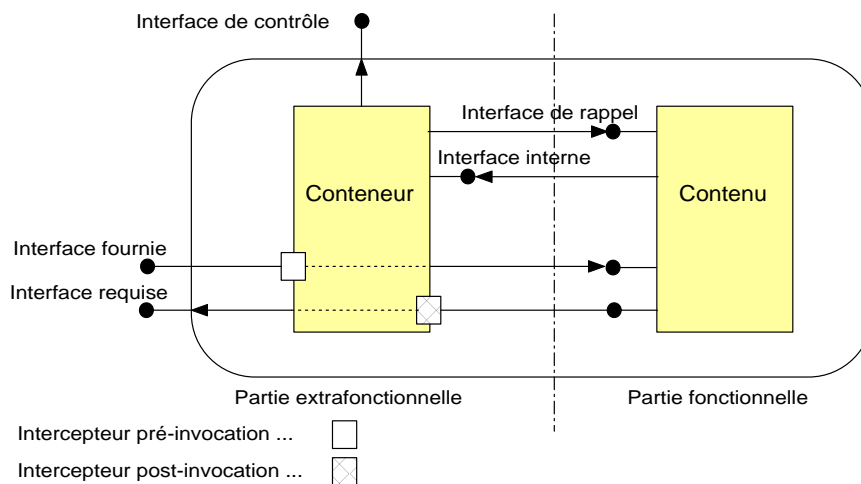 Interface de contrôle
Interface de rappel
Interface interne
Conteneur
Contenu
Interface fournie
Interface requise
Partie extrafonctionnelle
Partie fonctionnelle
Intercepteur pré-invocation ...
Intercepteur post-invocation ...